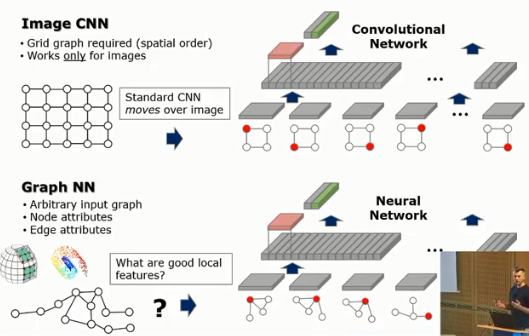 Image CNN
• Grid graph required (spatial order)
• Works only for images
Standard CNN
moves over image
Convolutional
Network
...
...
Graph NN
• Arbitrary input graph
• Node attributes
• Edge attributes
What are good local
features?
?
Neural
Network
...